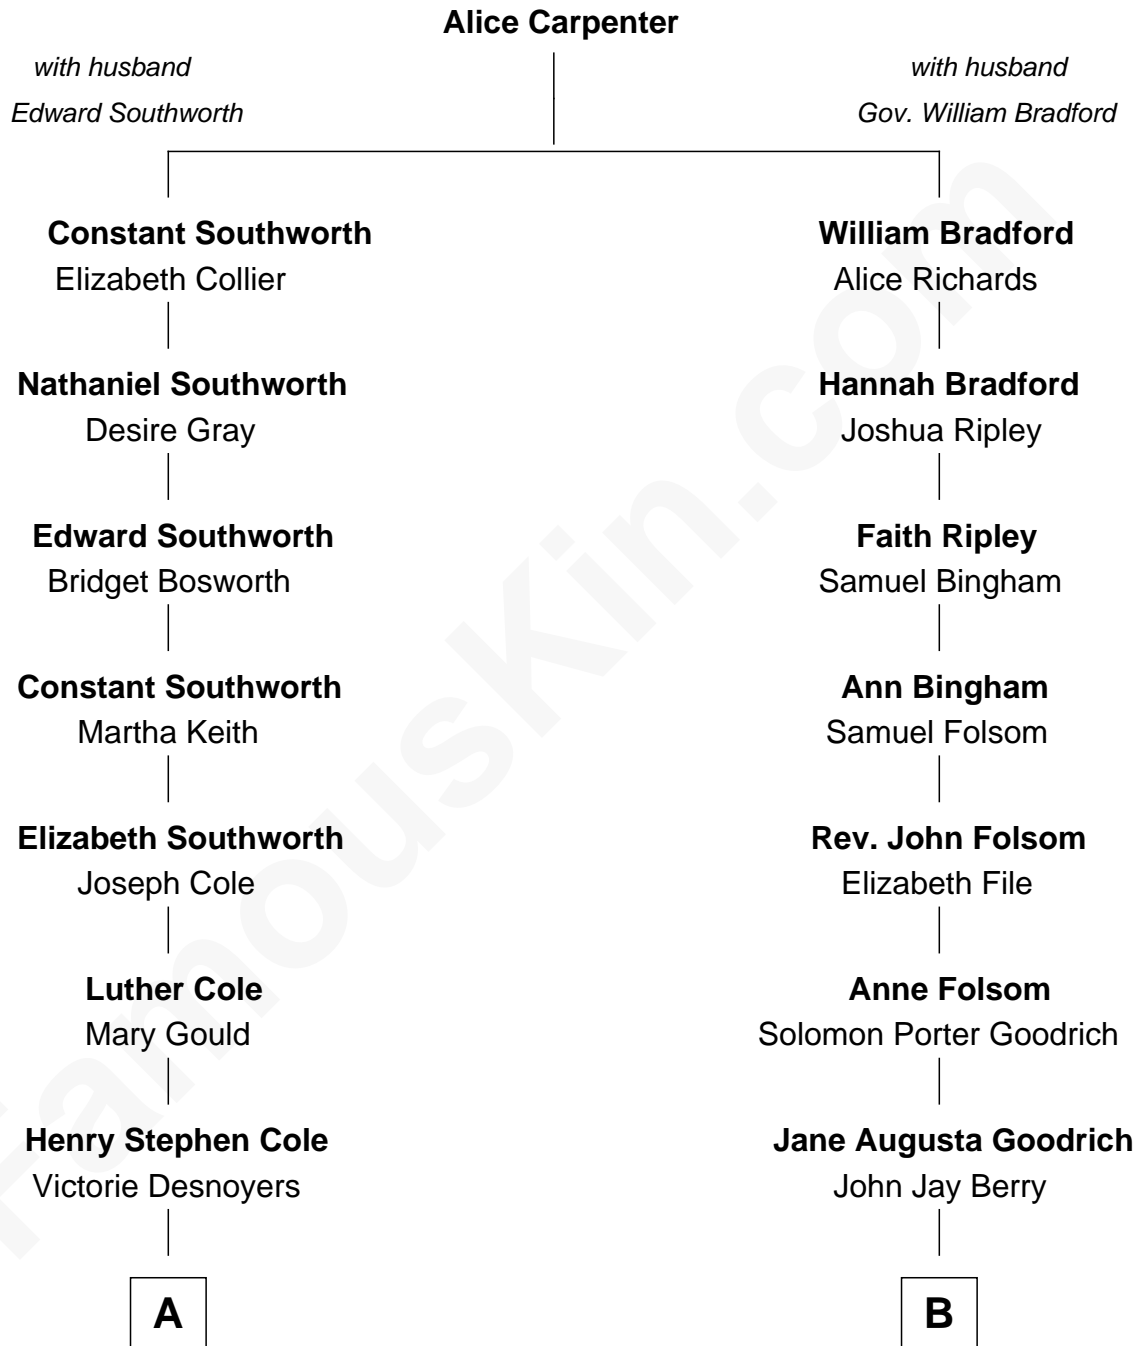 Alice Carpenter
with husband
Edward Southworth
with husband
Gov. William Bradford
Constant Southworth
Elizabeth Collier
William Bradford
Alice Richards
Nathaniel Southworth
Desire Gray
Hannah Bradford
Joshua Ripley
Edward Southworth
Bridget Bosworth
Faith Ripley
Samuel Bingham
Constant Southworth
Martha Keith
Ann Bingham
Samuel Folsom
Elizabeth Southworth
Joseph Cole
Rev. John Folsom
Elizabeth File
Luther Cole
Mary Gould
Anne Folsom
Solomon Porter Goodrich
Henry Stephen Cole
Victorie Desnoyers
Jane Augusta Goodrich
John Jay Berry
A
B
FamousKin.com